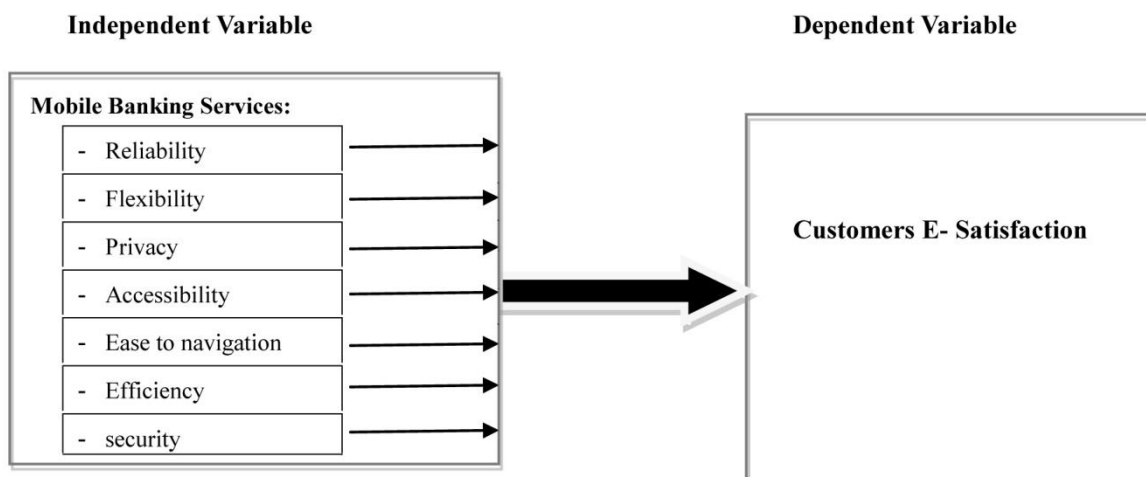 Independent Variable
Dependent Variable
Mobile Banking Services:
- Reliability
- Flexibility
- Privacy
- Accessibility
- Ease to navigation
- Efficiency
- security
Customers E- Satisfaction